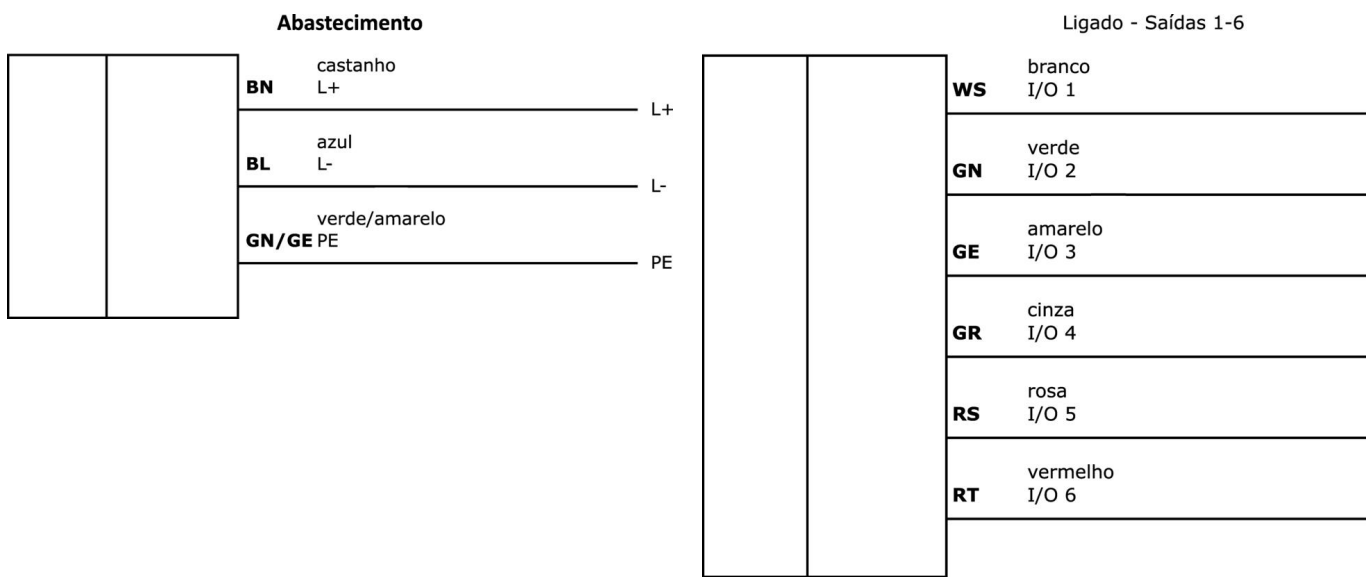 Abastecimento
castanho
BN L+
L+
azul
BL L-
L-
verde/amarelo
GN/GE PE
PE
Ligado - Saídas 1-6
branco
WS I/O 1
verde
GN I/O 2
amarelo
GE I/O 3
cinza
GR I/O 4
rosa
RS I/O 5
vermelho
RT I/O 6